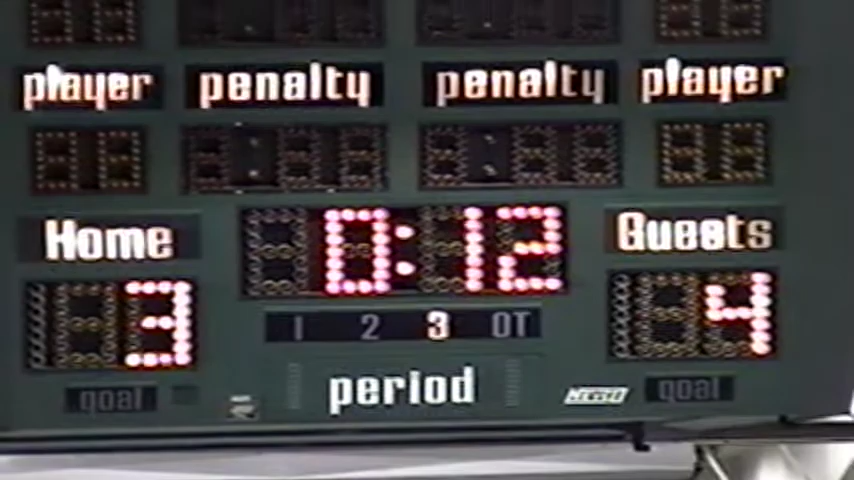 player penalty penalty player
Home 0:12 Guests
3 1 2 3 OT 4
goal period goal